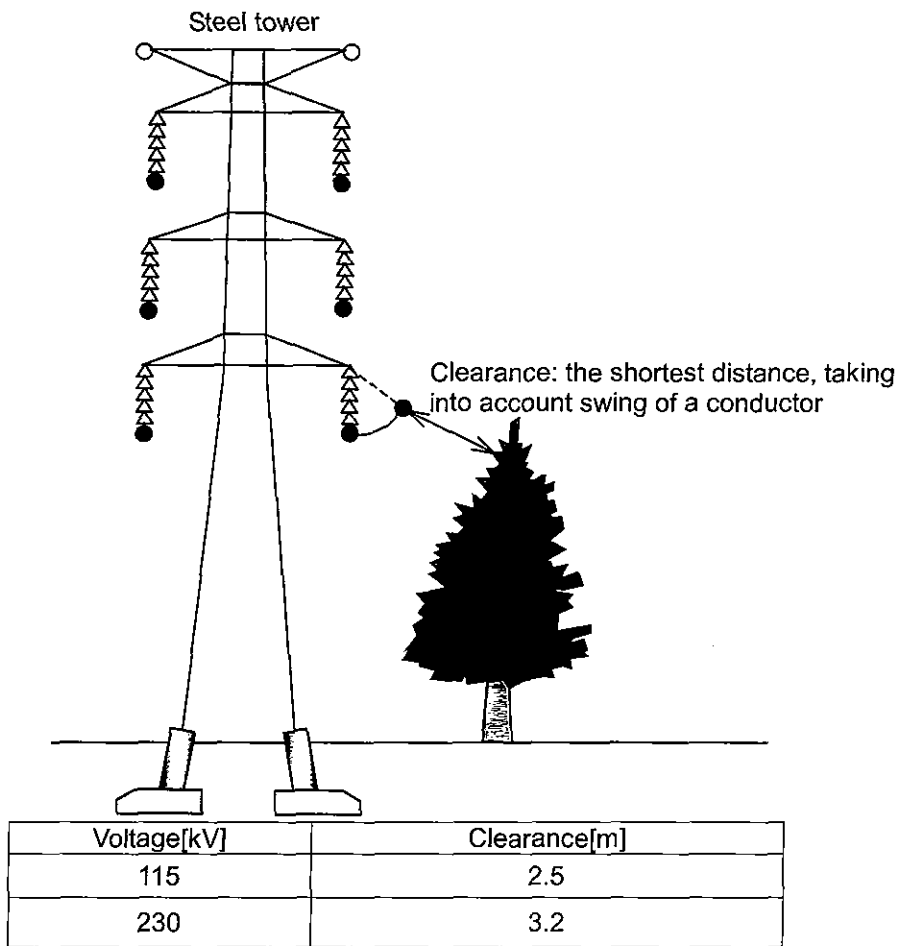 Steel tower
Clearance: the shortest distance, taking
into account swing of a conductor
Voltage[kV] Clearance[m]
115 2.5
230 3.2